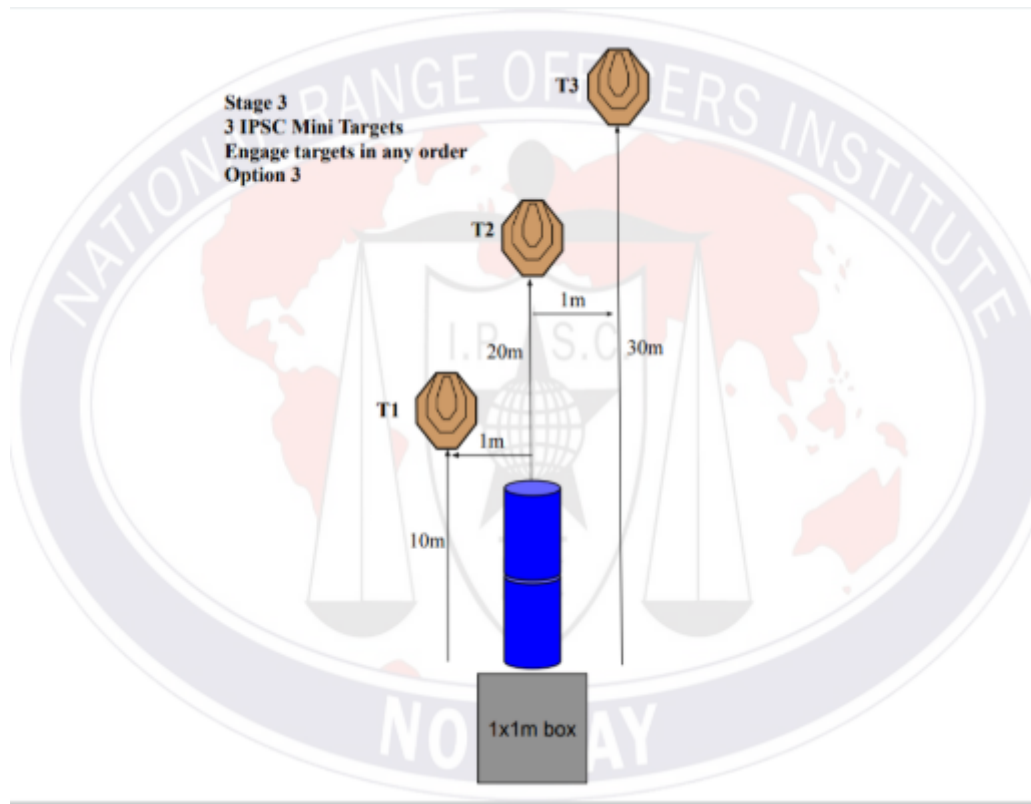 Stage 3
3 IPSC Mini Targets
Engage targets in any order
Option 3
T3
T2
1m
20m
30m
T1
1m
10m
1x1m box
NATIONAL RANGE OFFICERS INSTITUTE
I.P.S.C.